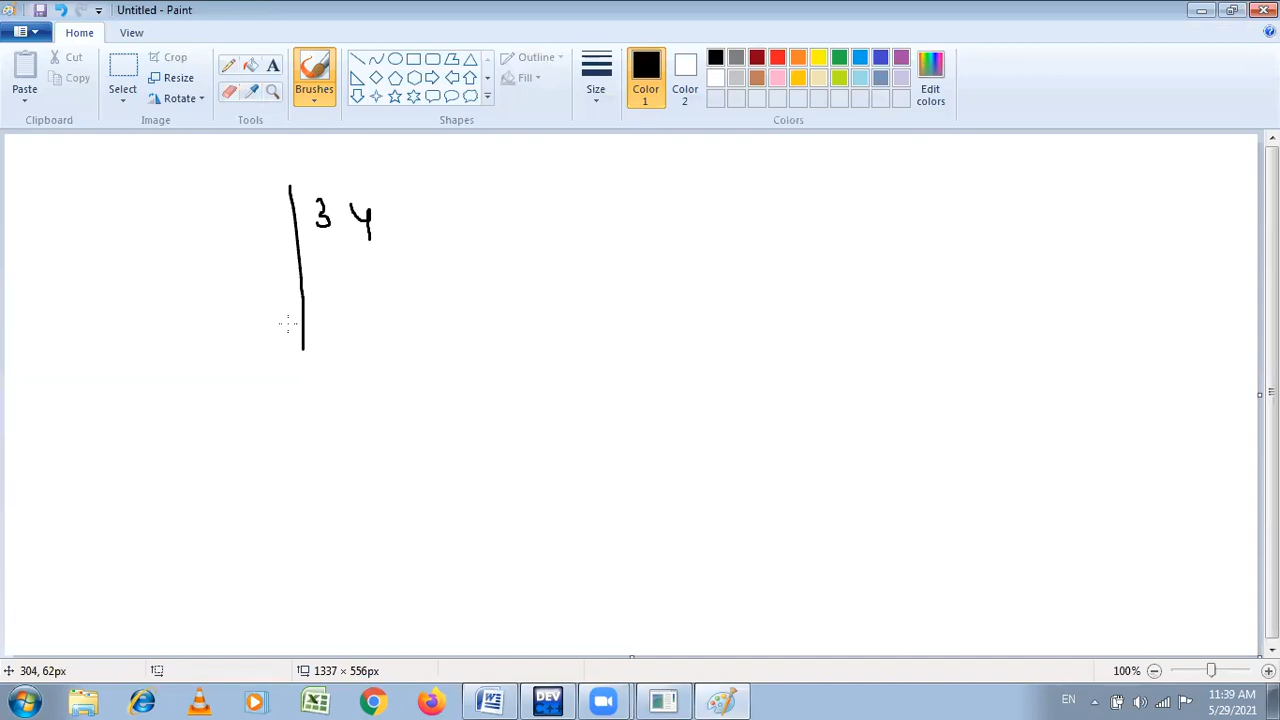 Untitled - Paint
Home View
Paste
Cut
Copy
Clipboard
Select
Crop
Resize
Rotate
Image
Tools
Brushes
Shapes
Outline
Fill
Size
Color 1
Color 2
Edit colors
Colors
3 4
304, 62px
1337 × 556px
100%
W
DEV C++
EN
11:39 AM
5/29/2021